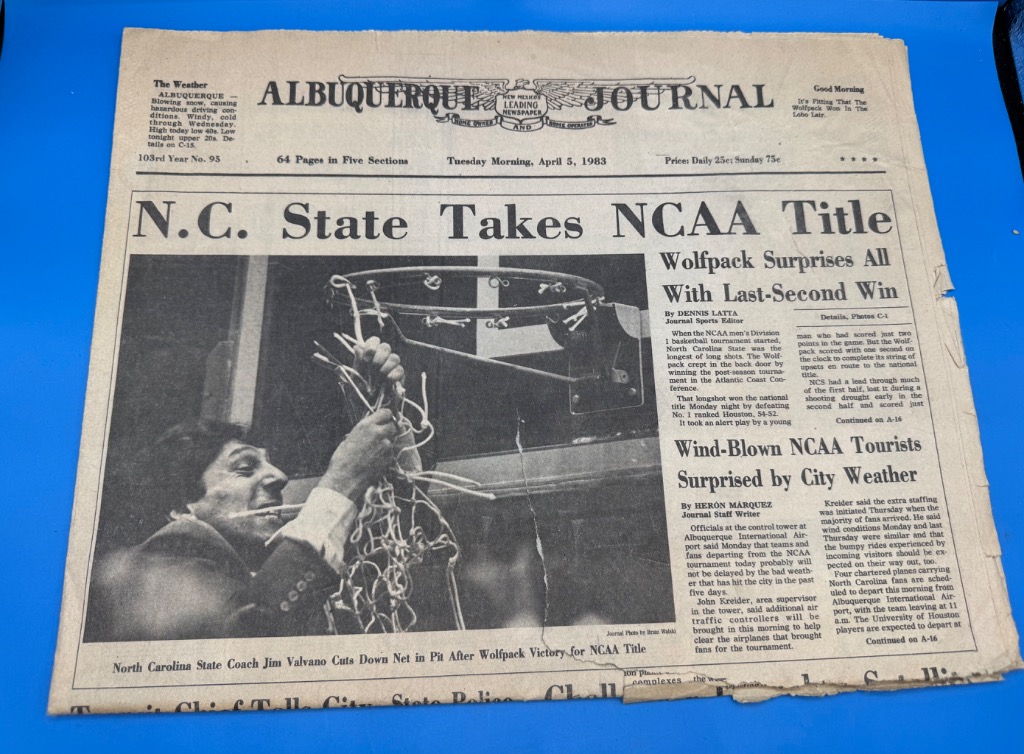 The Weather
ALBUQUERQUE —
Blowing snow, causing
hazardous driving con-
ditions. Windy, cold
through Wednesday.
High today low 40s. Low
tonight upper 20s. De-
tails on C-15.
ALBUQUERQUE JOURNAL
NEW MEXICO'S
LEADING
NEWSPAPER
HOME OWNED AND HOME OPERATED
Good Morning
It's Fitting That The
Wolfpack Won In The
Lobo Lair.
103rd Year No. 95
64 Pages in Five Sections
Tuesday Morning, April 5, 1983
Price: Daily 25c; Sunday 75c
* * * *
N.C. State Takes NCAA Title
Wolfpack Surprises All
With Last-Second Win
By DENNIS LATTA
Journal Sports Editor
When the NCAA men's Division
1 basketball tournament started,
North Carolina State was the
longest of long shots. The Wolf-
pack crept in the back door by
winning the post-season tourna-
ment in the Atlantic Coast Con-
ference.
That longshot won the national
title Monday night by defeating
No. 1 ranked Houston, 54-52.
It took an alert play by a young
Details, Photos C-1
man who had scored just two
points in the game. But the Wolf-
pack scored with one second on
the clock to complete its string of
upsets en route to the national
title.
NCS had a lead through much
of the first half, lost it during a
shooting drought early in the
second half and scored just
Continued on A-16
Wind-Blown NCAA Tourists
Surprised by City Weather
By HERON MARQUEZ
Journal Staff Writer
Officials at the control tower at
Albuquerque International Air-
port said Monday that teams and
fans departing from the NCAA
tournament today probably will
not be delayed by the bad weath-
er that has hit the city in the past
five days.
John Kreider, area supervisor
in the tower, said additional air
traffic controllers will be
brought in this morning to help
clear the airplanes that brought
fans for the tournament.
Kreider said the extra staffing
was initiated Thursday when the
majority of fans arrived. He said
wind conditions Monday and last
Thursday were similar and that
the bumpy rides experienced by
incoming visitors should be ex-
pected on their way out, too.
Four chartered planes carrying
North Carolina fans are sched-
uled to depart this morning from
Albuquerque International Air-
port, with the team leaving at 11
a.m. The University of Houston
players are expected to depart at
Continued on A-16
Journal Photo by Bruce Walski
North Carolina State Coach Jim Valvano Cuts Down Net in Pit After Wolfpack Victory for NCAA Title
complexes
Chief Tells City, State Police